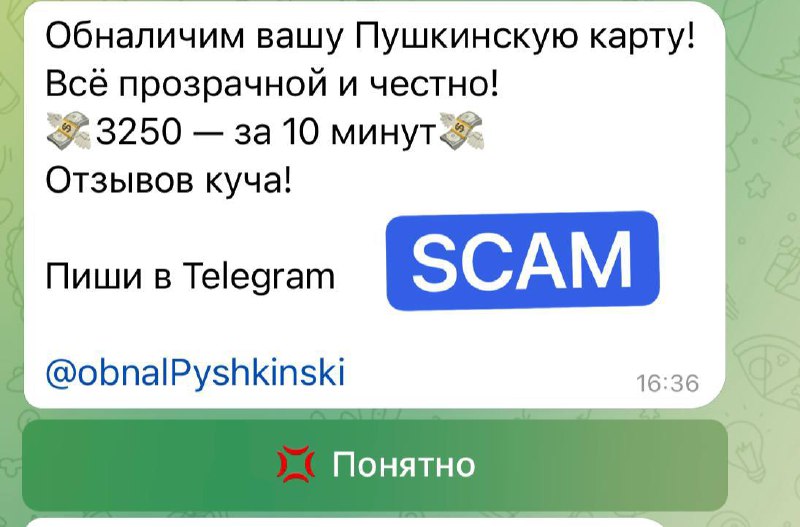 Обналичим вашу Пушкинскую карту!
Всё прозрачной и честно!
💸3250 — за 10 минут💸
Отзывов куча!
Пиши в Telegram
SCAM
@obnalPyshkinski
16:36
💢 Понятно